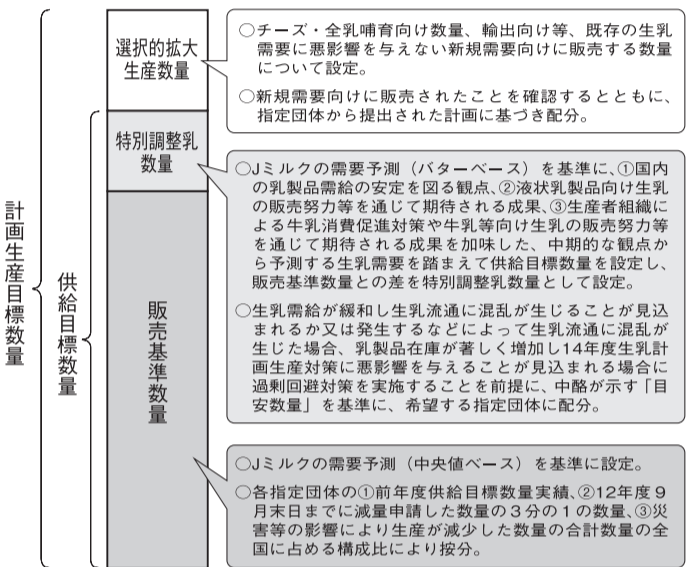 計画生産目標数量
供給目標数量
選択的拡大
生産数量
特別調整乳
数量
販売基準数量
○チーズ・全乳哺育向け数量、輸出向け等、既存の生乳
需要に悪影響を与えない新規需要向けに販売する数量
について設定。
○新規需要向けに販売されたことを確認するとともに、
指定団体から提出された計画に基づき配分。
○Jミルクの需要予測（バターベース）を基準に、①国内
の乳製品需給の安定を図る観点、②液状乳製品向け生乳
の販売努力等を通じて期待される成果、③生産者組織に
よる牛乳消費促進対策や牛乳等向け生乳の販売努力等
を通じて期待される成果を加味した、中期的な観点か
ら予測する生乳需要を踏まえて供給目標数量を設定し、
販売基準数量との差を特別調整乳数量として設定。
○生乳需給が緩和し生乳流通に混乱が生じることが見込
まれるか又は発生するなどによって生乳流通に混乱が
生じた場合、乳製品在庫が著しく増加し14年度生乳計
画生産対策に悪影響を与えることが見込まれる場合に
過剰回避対策を実施することを前提に、中酪が示す「目
安数量」を基準に、希望する指定団体に配分。
○Jミルクの需要予測（中央値ベース）を基準に設定。
○各指定団体の①前年度供給目標数量実績、②12年度９
月末日までに減量申請した数量の３分の１の数量、③災
害等の影響により生産が減少した数量の合計数量の全
国に占める構成比により按分。